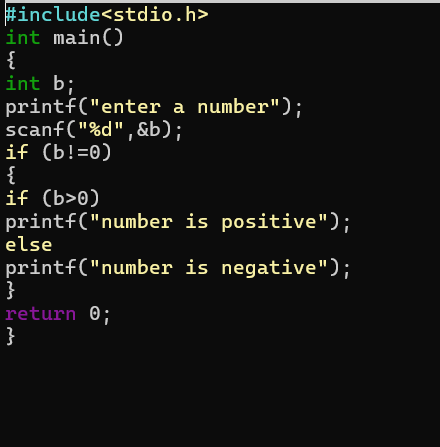 #include<stdio.h>
int main()
{
int b;
printf("enter a number");
scanf("%d",&b);
if (b!=0)
{
if (b>0)
printf("number is positive");
else
printf("number is negative");
}
return 0;
}